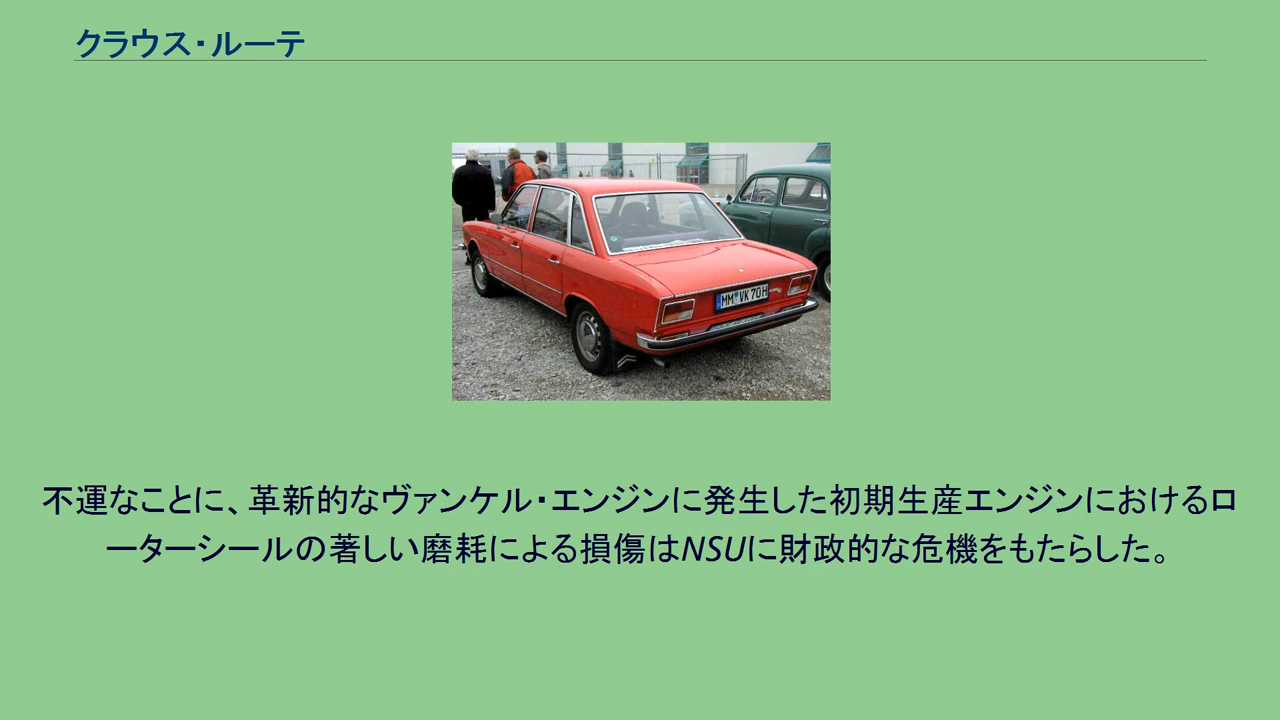 クラウス・ルーテ
MM VK 70H
不運なことに、革新的なヴァンケル・エンジンに発生した初期生産エンジンにおけるロ
ーターシールの著しい磨耗による損傷はNSUに財政的な危機をもたらした。